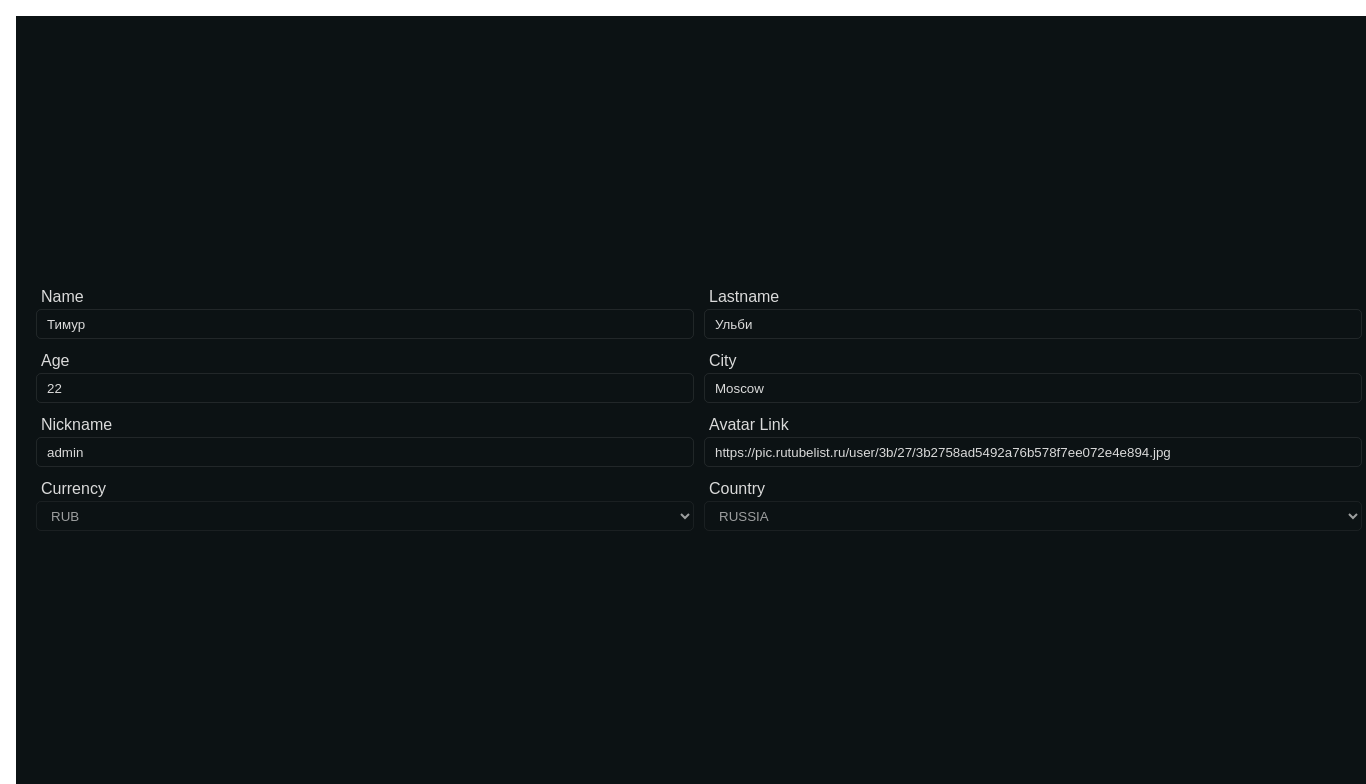 Name
Lastname
Тимур
Ульби
Age
City
22
Moscow
Nickname
Avatar Link
admin
https://pic.rutubelist.ru/user/3b/27/3b2758ad5492a76b578f7ee072e4e894.jpg
Currency
Country
RUB
RUSSIA